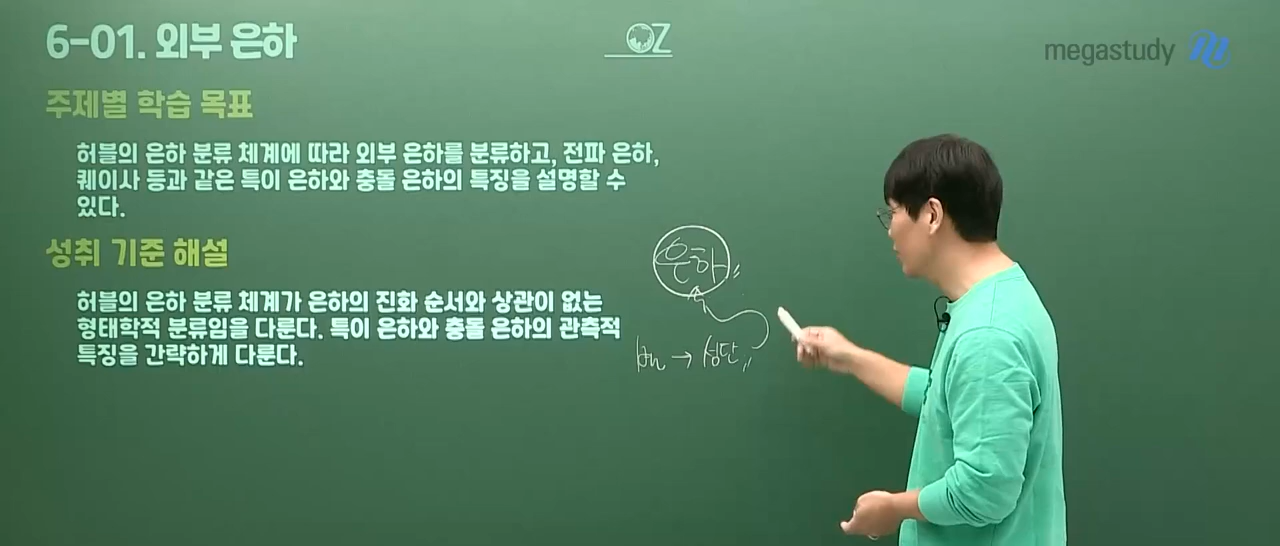 6-01. 외부 은하
OZ
megastudy
주제별 학습 목표
허블의 은하 분류 체계에 따라 외부 은하를 분류하고, 전파 은하,
퀘이사 등과 같은 특이 은하와 충돌 은하의 특징을 설명할 수
있다.
성취 기준 해설
허블의 은하 분류 체계가 은하의 진화 순서와 상관이 없는
형태학적 분류임을 다룬다. 특이 은하와 충돌 은하의 관측적
특징을 간략하게 다룬다.
은하
별 → 성단